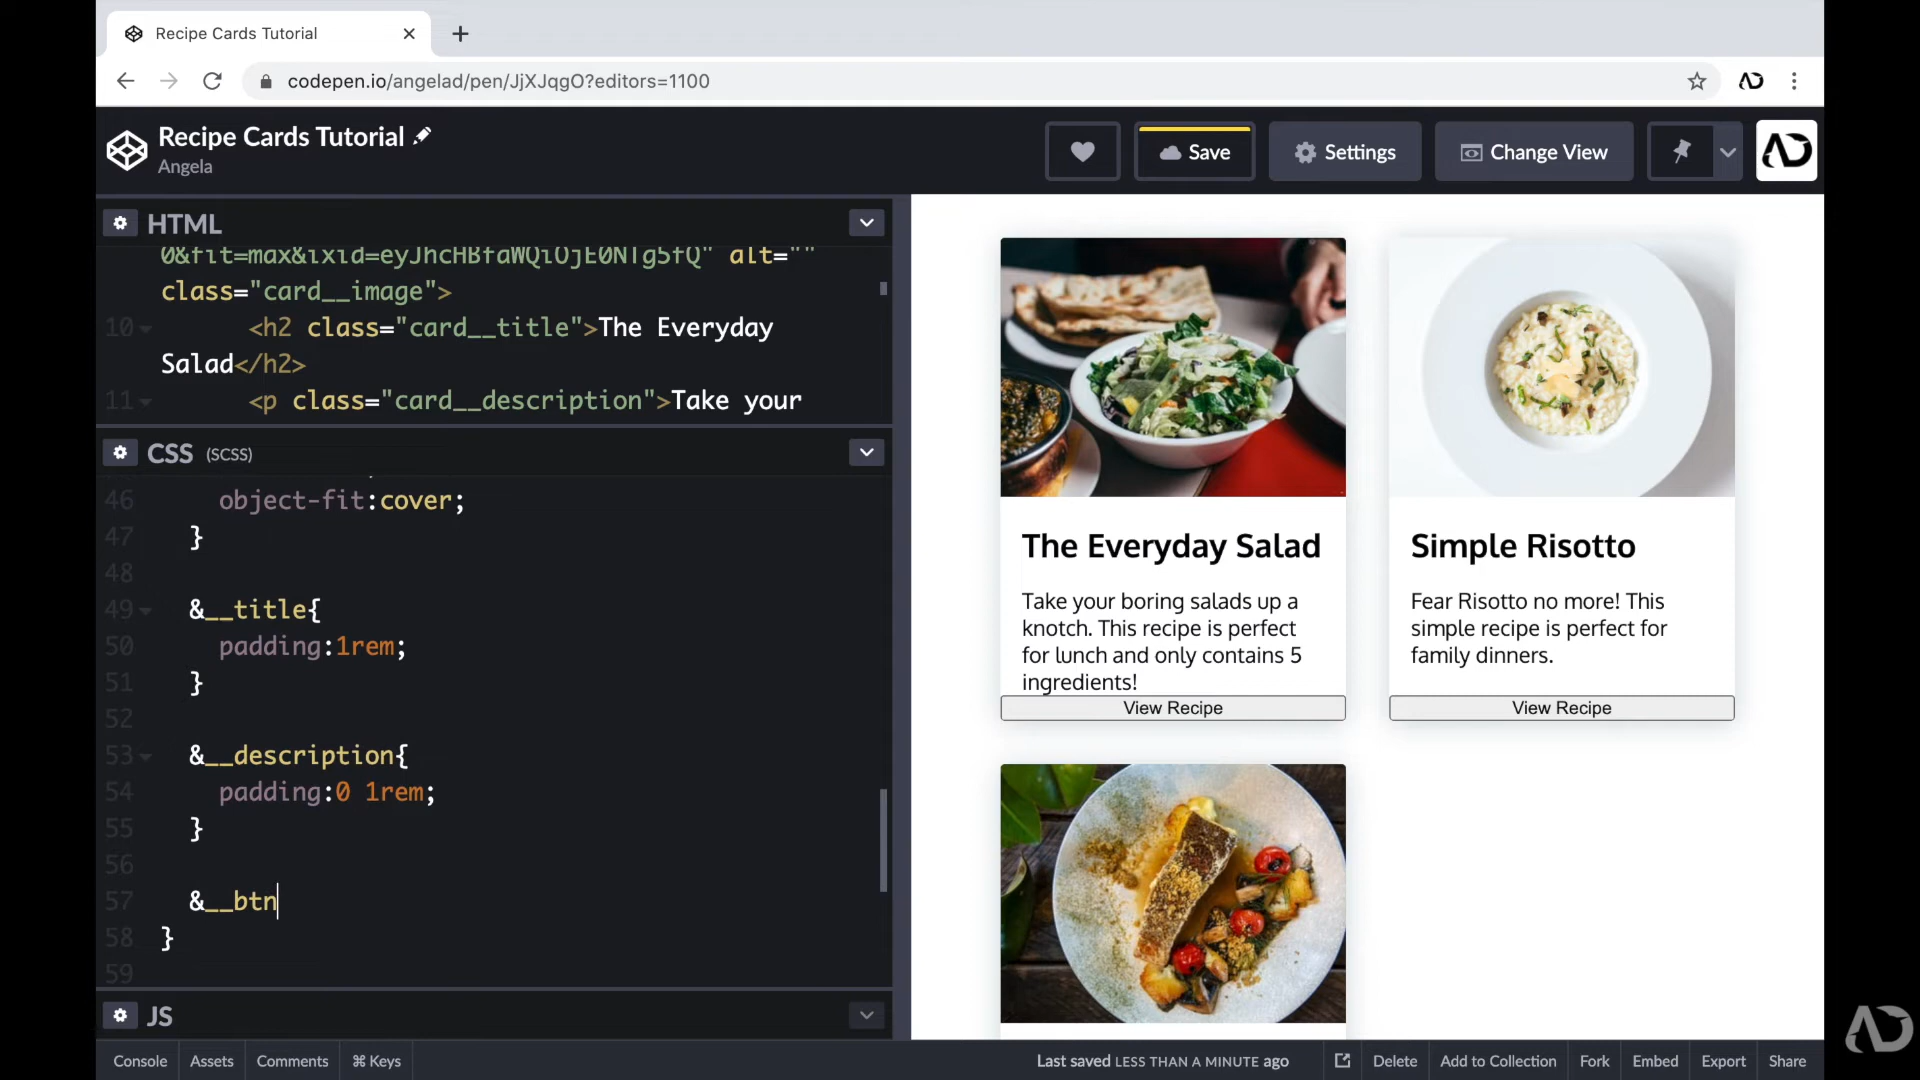 Recipe Cards Tutorial
codepen.io/angelad/pen/JjXJqgO?editors=1100
Recipe Cards Tutorial
Angela
Save
Settings
Change View
HTML
0&fit=max&ixid=eyJhcHBfaWQiOjE0NTg5fQ" alt=""
class="card__image">
10 <h2 class="card__title">The Everyday
Salad</h2>
11 <p class="card__description">Take your
CSS (SCSS)
46 object-fit:cover;
47 }
48
49 &__title{
50 padding:1rem;
51 }
52
53 &__description{
54 padding:0 1rem;
55 }
56
57 &__btn
58 }
59
JS
The Everyday Salad
Take your boring salads up a
knotch. This recipe is perfect
for lunch and only contains 5
ingredients!
View Recipe
Simple Risotto
Fear Risotto no more! This
simple recipe is perfect for
family dinners.
View Recipe
Console
Assets
Comments
⌘ Keys
Last saved LESS THAN A MINUTE ago
Delete
Add to Collection
Fork
Embed
Export
Share